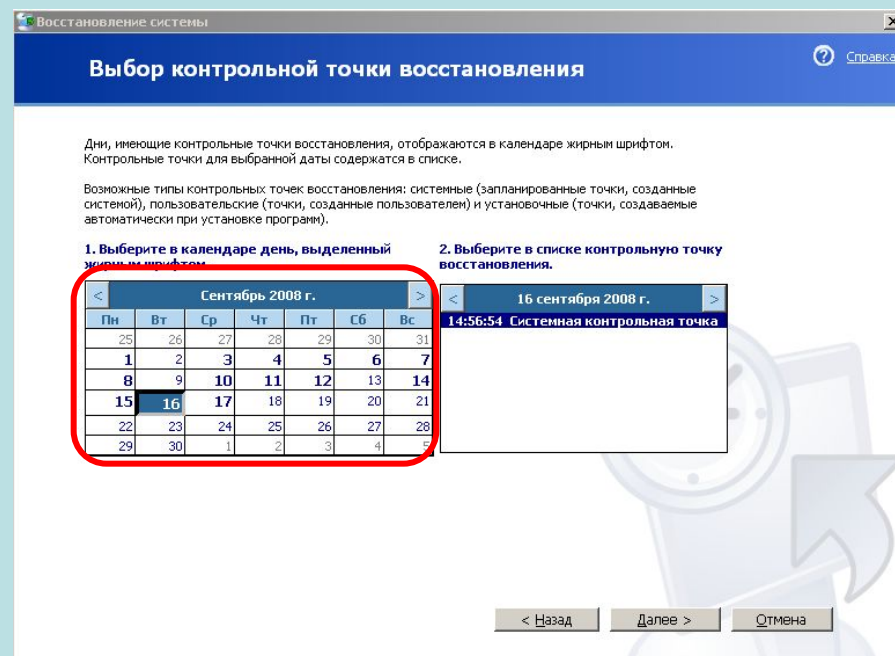 Восстановление системы
Выбор контрольной точки восстановления
Справка
Дни, имеющие контрольные точки восстановления, отображаются в календаре жирным шрифтом.
Контрольные точки для выбранной даты содержатся в списке.
Возможные типы контрольных точек восстановления: системные (запланированные точки, созданные
системой), пользовательские (точки, созданные пользователем) и установочные (точки, создаваемые
автоматически при установке программ).
1. Выберите в календаре день, выделенный
жирным шрифтом.
< Сентябрь 2008 г. >
Пн Вт Ср Чт Пт Сб Вс
25 26 27 28 29 30 31
1 2 3 4 5 6 7
8 9 10 11 12 13 14
15 16 17 18 19 20 21
22 23 24 25 26 27 28
29 30 1 2 3 4 5
2. Выберите в списке контрольную точку
восстановления.
< 16 сентября 2008 г. >
14:56:54 Системная контрольная точка
< Назад
Далее >
Отмена